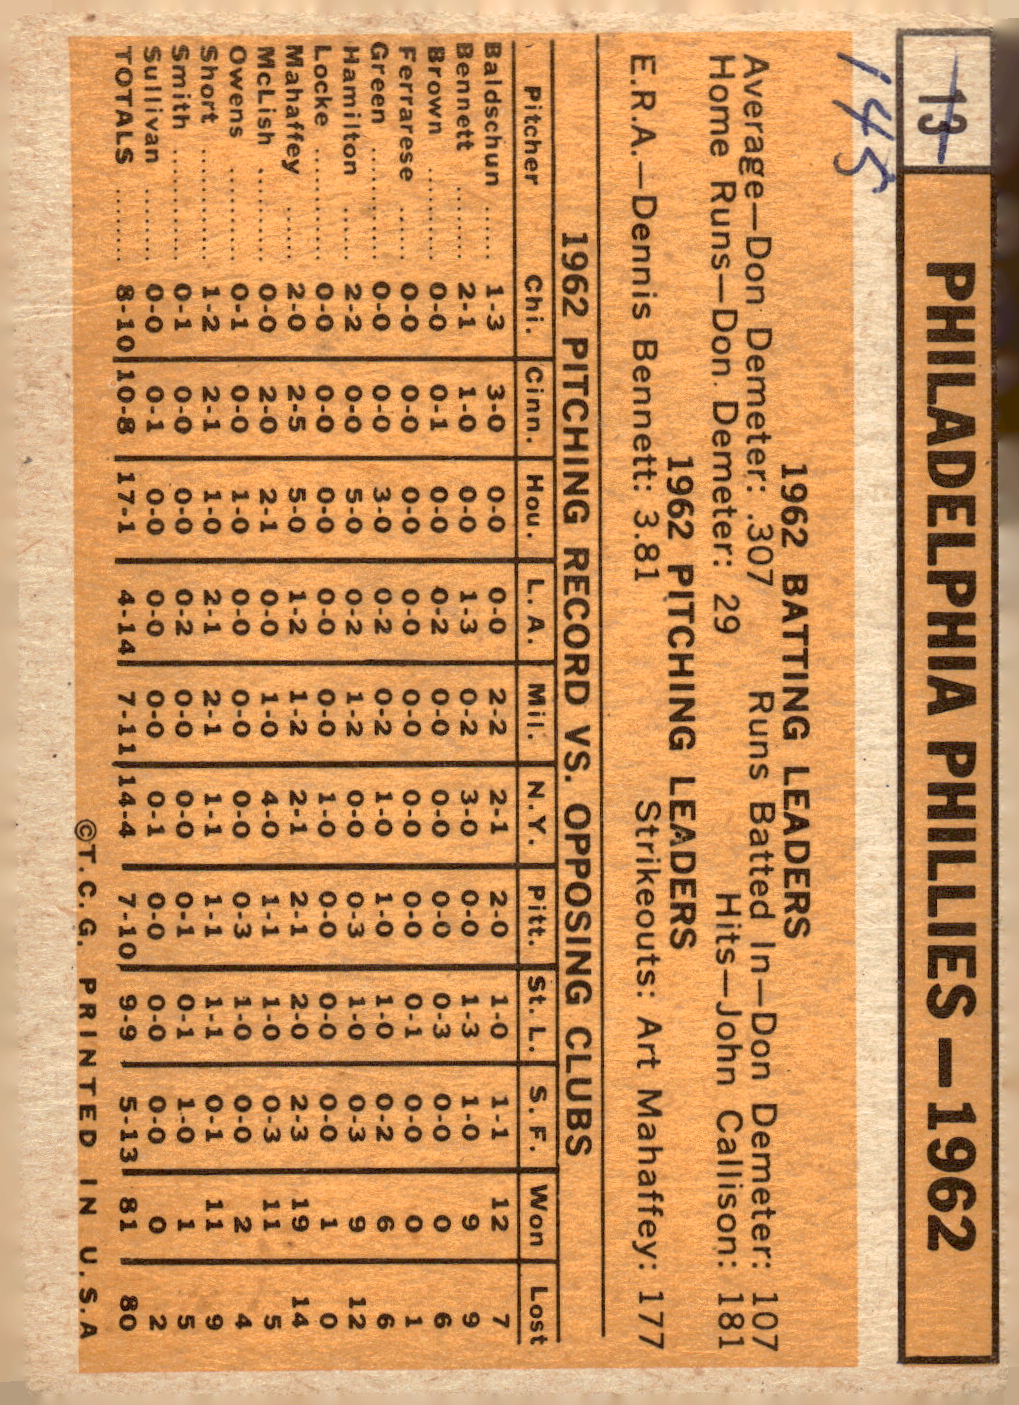 13 PHILADELPHIA PHILLIES — 1962
145
1962 BATTING LEADERS
Average—Don Demeter: .307 Runs Batted In—Don Demeter: 107
Home Runs—Don Demeter: 29 Hits—John Callison: 181
1962 PITCHING LEADERS
E.R.A.—Dennis Bennett: 3.81 Strikeouts: Art Mahaffey: 177
1962 PITCHING RECORD VS. OPPOSING CLUBS
Pitcher Chi. Cinn. Hou. L. A. Mil. N.Y. Pitt. St. L. S. F. Won Lost
Baldschun ..... 1-3 3-0 0-0 0-0 2-2 2-1 2-0 1-0 1-1 12 7
Bennett ....... 2-1 1-0 0-0 1-3 0-2 3-0 0-0 1-3 1-0 9 9
Brown ......... 0-0 0-1 0-0 0-2 0-0 0-0 0-0 0-3 0-0 0 6
Ferrarese ..... 0-0 0-0 0-0 0-0 0-0 0-0 0-0 0-1 0-0 0 1
Green .......... 0-0 0-0 3-0 0-2 0-2 1-0 1-0 1-0 0-2 6 6
Hamilton ...... 2-2 0-0 5-0 0-2 1-2 0-0 0-3 1-0 0-3 9 12
Locke .......... 0-0 0-0 0-0 0-0 0-0 1-0 0-0 0-0 0-0 1 0
Mahaffey ...... 2-0 2-5 5-0 1-2 1-2 2-1 2-1 2-0 2-3 19 14
McLish ......... 0-0 2-0 2-1 0-0 1-0 4-0 1-1 1-0 0-3 11 5
Owens ......... 0-1 0-0 1-0 0-0 0-0 0-0 0-3 1-0 0-0 2 4
Short ........... 1-2 2-1 1-0 2-1 2-1 1-1 1-1 1-1 0-1 11 9
Smith .......... 0-1 0-0 0-0 0-2 0-0 0-0 0-1 0-1 1-0 1 5
Sullivan ........ 0-0 0-1 0-0 0-0 0-0 0-1 0-0 0-0 0-0 0 2
TOTALS ........ 8-10 10-8 17-1 4-14 7-11 14-4 7-10 9-9 5-13 81 80
©T.C.G. PRINTED IN U.S.A